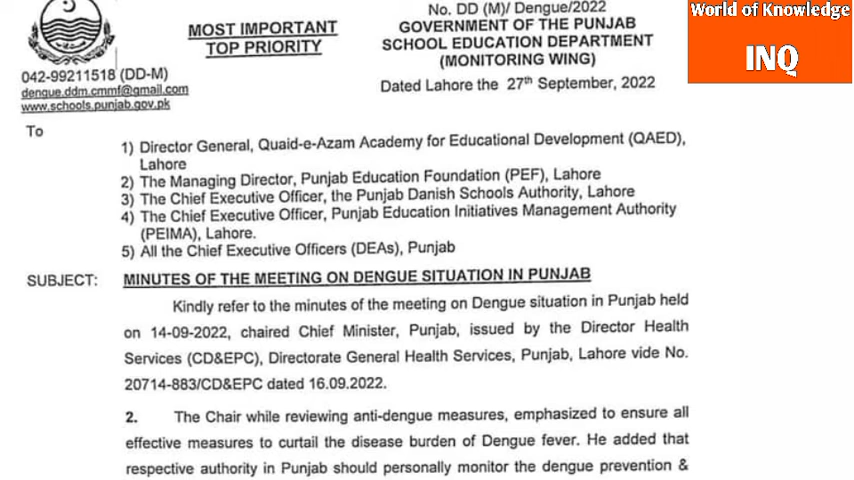 World of Knowledge
INQ
No. DD (M)/ Dengue/2022
GOVERNMENT OF THE PUNJAB
SCHOOL EDUCATION DEPARTMENT
(MONITORING WING)
Dated Lahore the 27th September, 2022
MOST IMPORTANT
TOP PRIORITY
042-99211518 (DD-M)
dengue.ddm.cmmf@gmail.com
www.schools.punjab.gov.pk
To
1) Director General, Quaid-e-Azam Academy for Educational Development (QAED),
Lahore
2) The Managing Director, Punjab Education Foundation (PEF), Lahore
3) The Chief Executive Officer, the Punjab Danish Schools Authority, Lahore
4) The Chief Executive Officer, Punjab Education Initiatives Management Authority
(PEIMA), Lahore.
5) All the Chief Executive Officers (DEAs), Punjab
SUBJECT: MINUTES OF THE MEETING ON DENGUE SITUATION IN PUNJAB
Kindly refer to the minutes of the meeting on Dengue situation in Punjab held
on 14-09-2022, chaired Chief Minister, Punjab, issued by the Director Health
Services (CD&EPC), Directorate General Health Services, Punjab, Lahore vide No.
20714-883/CD&EPC dated 16.09.2022.
2. The Chair while reviewing anti-dengue measures, emphasized to ensure all
effective measures to curtail the disease burden of Dengue fever. He added that
respective authority in Punjab should personally monitor the dengue prevention &